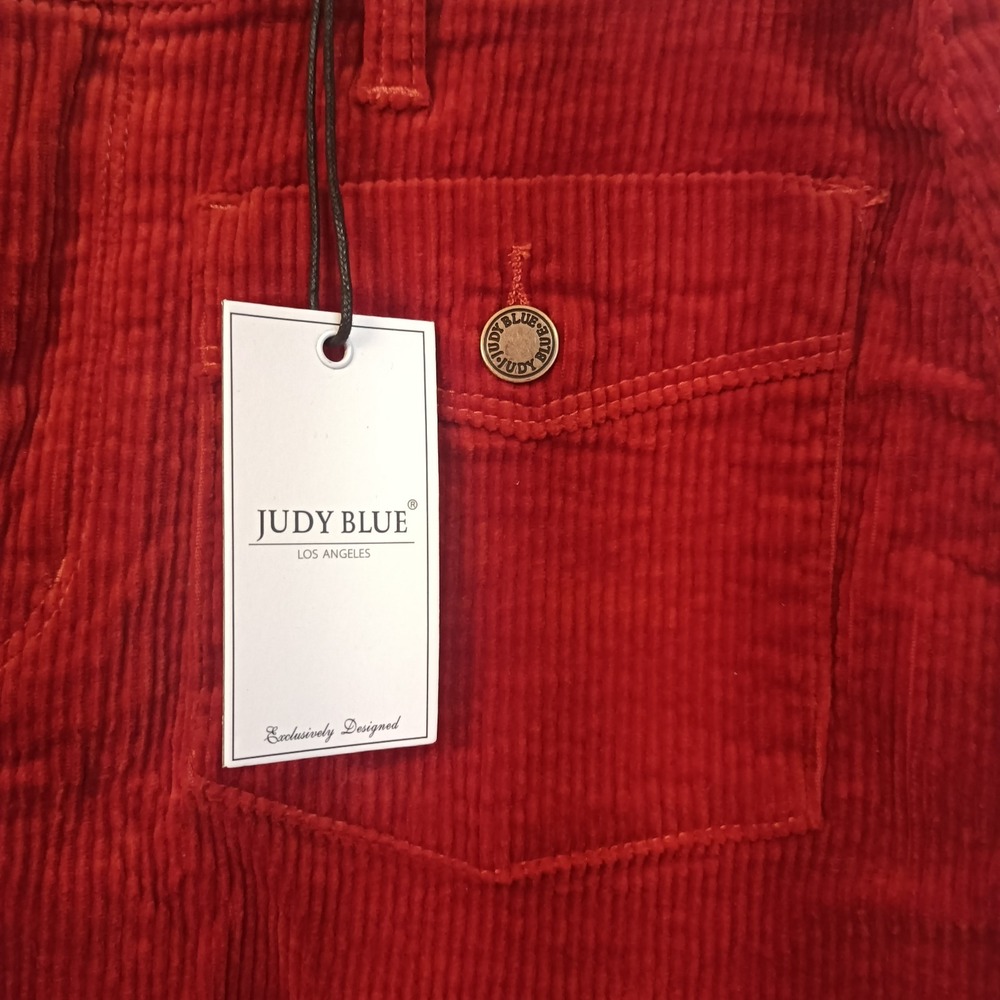 JUDY BLUE • JUDY BLUE •
JUDY BLUE®
LOS ANGELES
Exclusively Designed